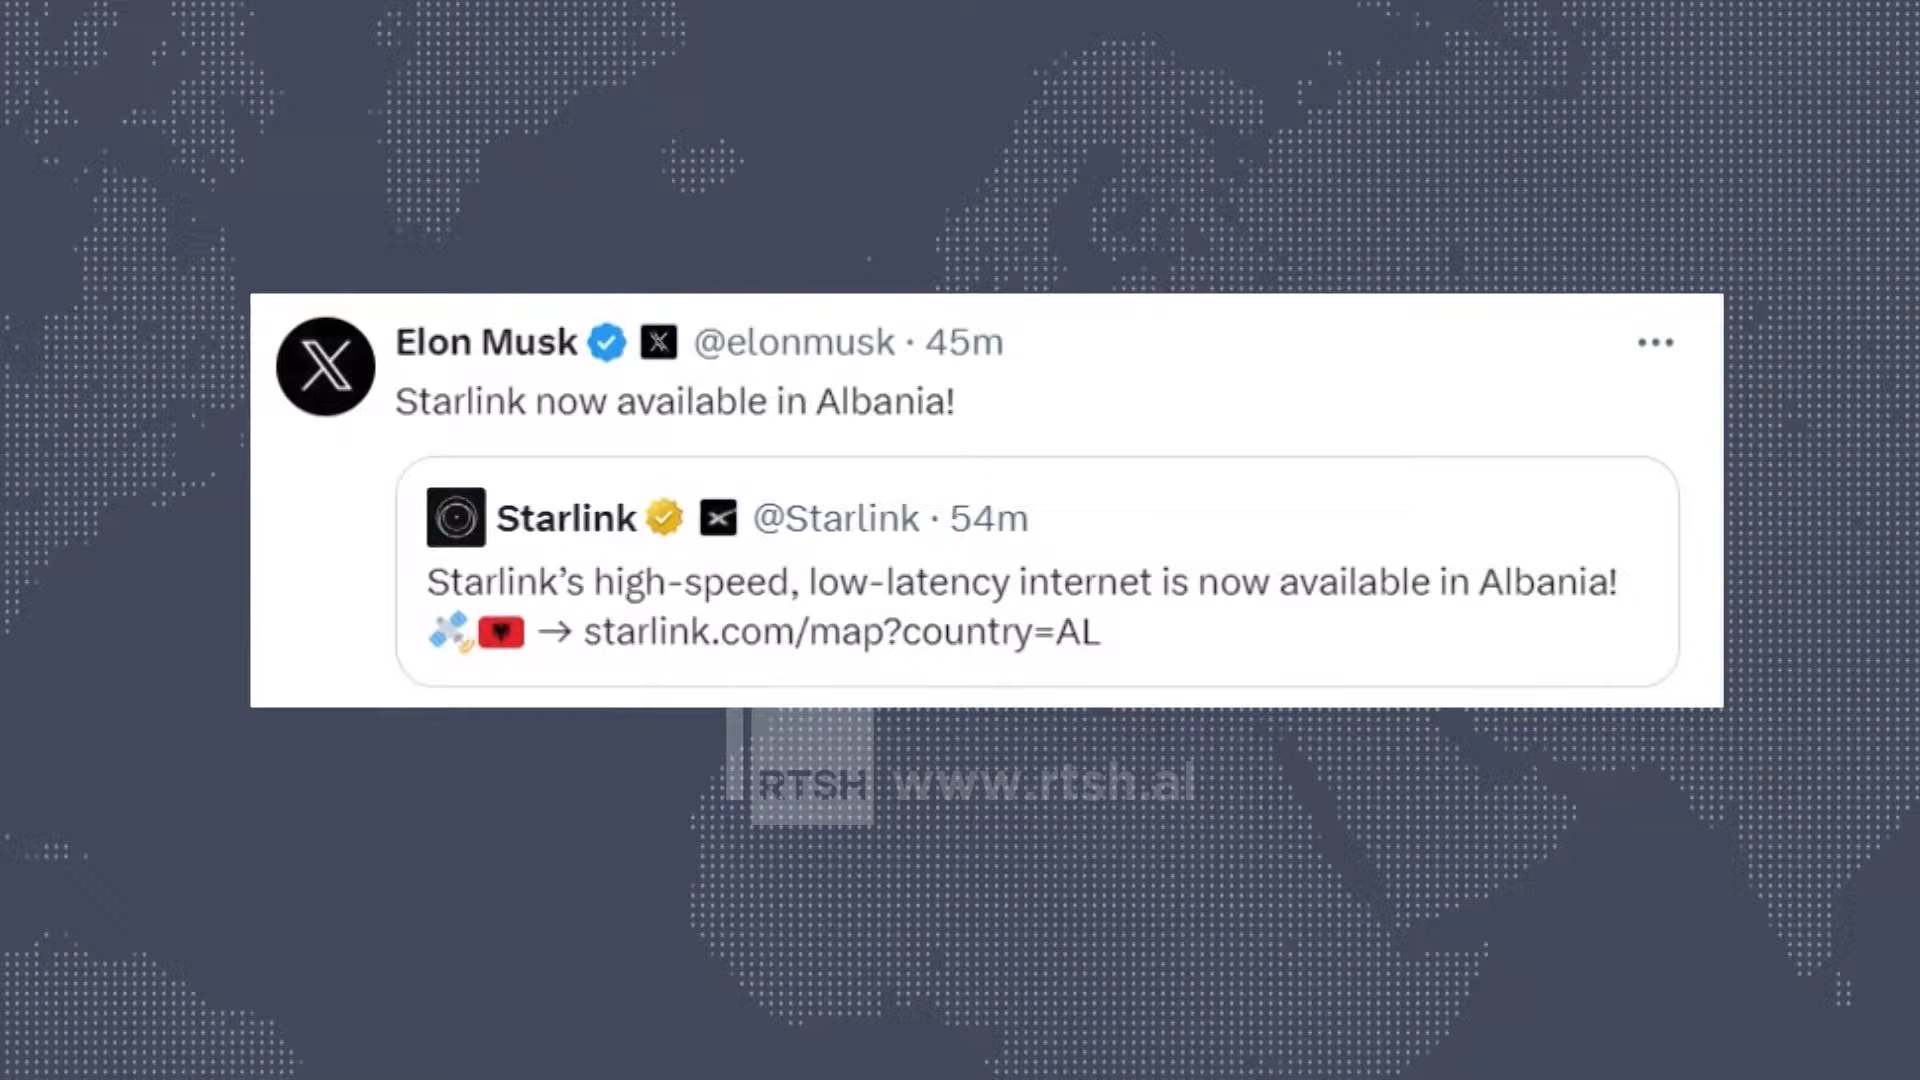 Elon Musk @elonmusk · 45m
Starlink now available in Albania!
Starlink @Starlink · 54m
Starlink’s high-speed, low-latency internet is now available in Albania!
🛰️🇦🇱 → starlink.com/map?country=AL
RTSH www.rtsh.al